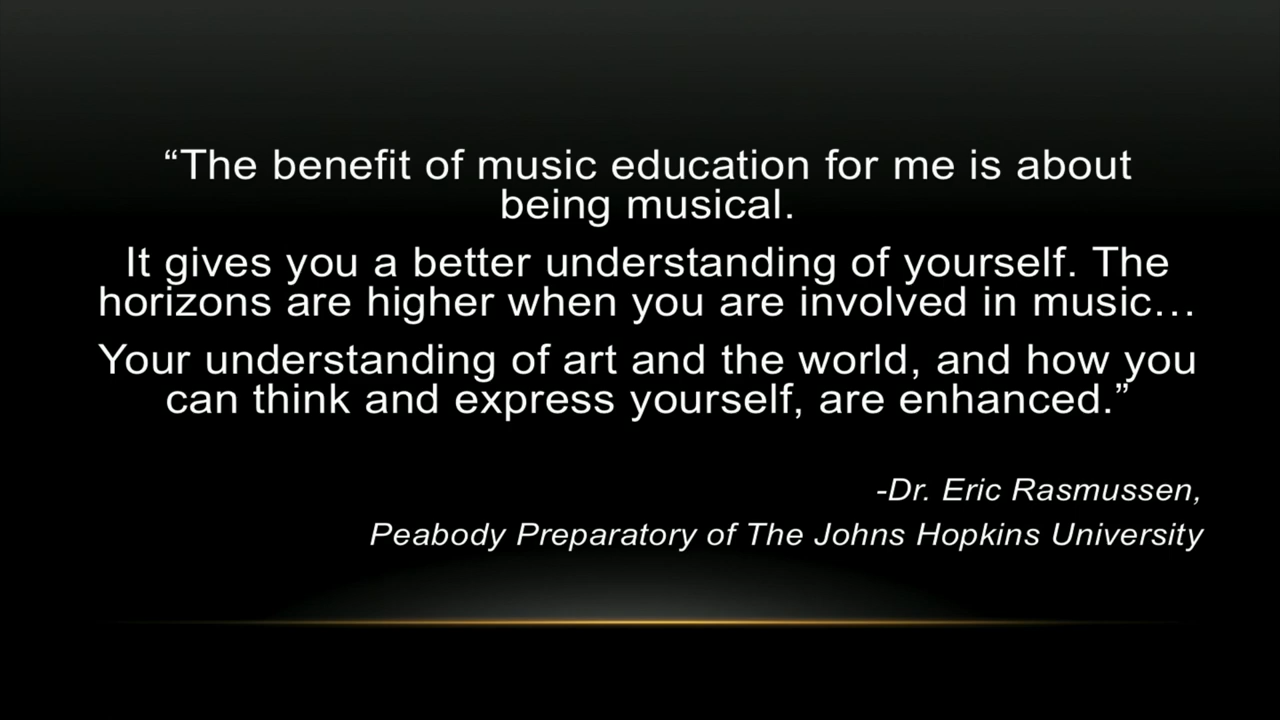 “The benefit of music education for me is about
being musical.
It gives you a better understanding of yourself. The
horizons are higher when you are involved in music…
Your understanding of art and the world, and how you
can think and express yourself, are enhanced.”
-Dr. Eric Rasmussen,
Peabody Preparatory of The Johns Hopkins University